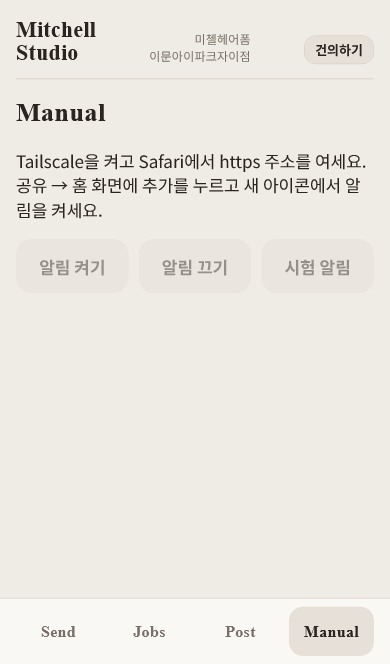 Mitchell
Studio
미젤헤어폼
이문아이파크자이점
건의하기
Manual
Tailscale을 켜고 Safari에서 https 주소를 여세요.
공유 → 홈 화면에 추가를 누르고 새 아이콘에서 알
림을 켜세요.
알림 켜기
알림 끄기
시험 알림
Send
Jobs
Post
Manual